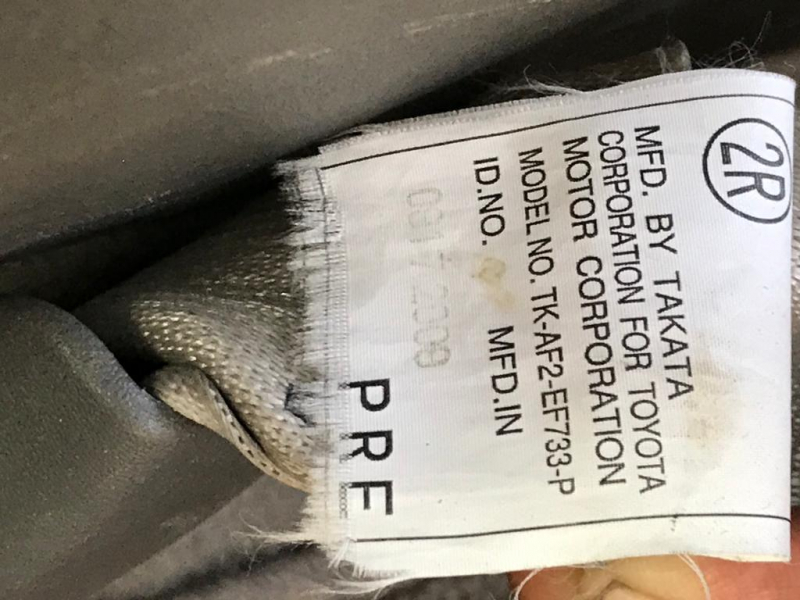 2R
MFD. BY TAKATA
CORPORATION FOR TOYOTA
MOTOR CORPORATION
MODEL NO. TK-AF2-EF733-P
ID.NO. MFD.IN
PRF